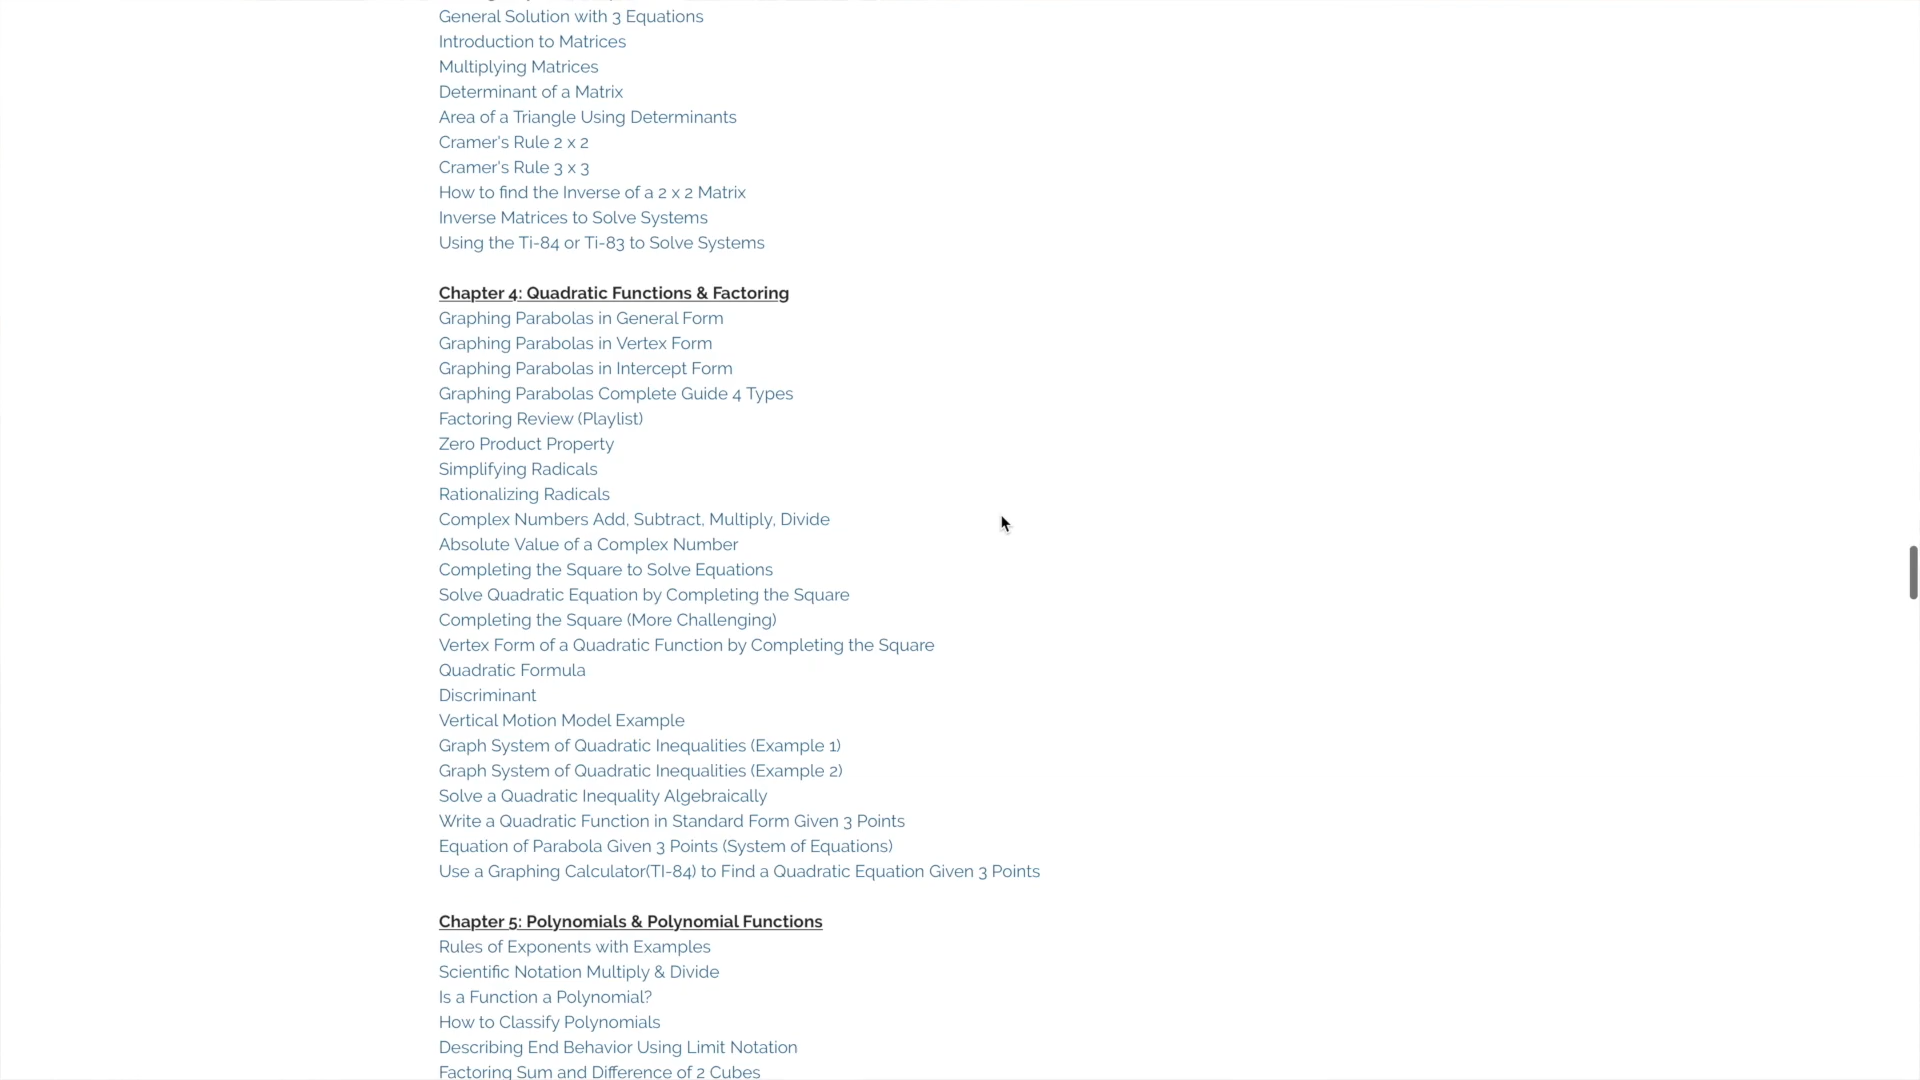 General Solution with 3 Equations
Introduction to Matrices
Multiplying Matrices
Determinant of a Matrix
Area of a Triangle Using Determinants
Cramer's Rule 2 x 2
Cramer's Rule 3 x 3
How to find the Inverse of a 2 x 2 Matrix
Inverse Matrices to Solve Systems
Using the Ti-84 or Ti-83 to Solve Systems
Chapter 4: Quadratic Functions & Factoring
Graphing Parabolas in General Form
Graphing Parabolas in Vertex Form
Graphing Parabolas in Intercept Form
Graphing Parabolas Complete Guide 4 Types
Factoring Review (Playlist)
Zero Product Property
Simplifying Radicals
Rationalizing Radicals
Complex Numbers Add, Subtract, Multiply, Divide
Absolute Value of a Complex Number
Completing the Square to Solve Equations
Solve Quadratic Equation by Completing the Square
Completing the Square (More Challenging)
Vertex Form of a Quadratic Function by Completing the Square
Quadratic Formula
Discriminant
Vertical Motion Model Example
Graph System of Quadratic Inequalities (Example 1)
Graph System of Quadratic Inequalities (Example 2)
Solve a Quadratic Inequality Algebraically
Write a Quadratic Function in Standard Form Given 3 Points
Equation of Parabola Given 3 Points (System of Equations)
Use a Graphing Calculator(TI-84) to Find a Quadratic Equation Given 3 Points
Chapter 5: Polynomials & Polynomial Functions
Rules of Exponents with Examples
Scientific Notation Multiply & Divide
Is a Function a Polynomial?
How to Classify Polynomials
Describing End Behavior Using Limit Notation
Factoring Sum and Difference of 2 Cubes